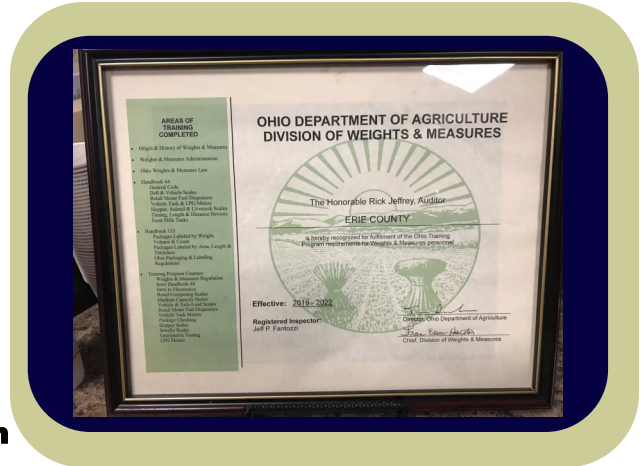 AREAS OF
TRAINING
COMPLETED
Origin & History of Weights & Measures
Weights & Measures Administration
Ohio Weights & Measures Law
Handbook 44:
General Code
Deli & Vehicle Scales
Retail Motor Fuel Dispensers
Vehicle Tank & LPG Meters
Hopper, Animal & Livestock Scales
Timing, Length & Distance Devices
Farm Milk Tanks
Handbook 133
Packages Labeled by Weight,
Volume & Count
Packages Labeled by Area, Length &
Thickness
Ohio Packaging & Labeling
Regulations
Training Program Courses:
Weights & Measures Regulation
Intro Handbook 44
Intro to Electronics
Retail Computing Scales
Medium Capacity Scales
Vehicle & Axle-Load Scales
Retail Motor Fuel Dispensers
Vehicle Tank Meters
Package Checking
Hopper Scales
Jewelry Scales
Gravimetric Testing
LPG Meters
OHIO DEPARTMENT OF AGRICULTURE
DIVISION OF WEIGHTS & MEASURES
The Honorable Rick Jeffrey, Auditor
ERIE COUNTY
is hereby recognized for fulfillment of the Ohio Training
Program requirements for Weights & Measures personnel
Effective: 2019 - 2022
Registered Inspector:
Jeff P. Fantozzi
Director, Ohio Department of Agriculture
Chief, Division of Weights & Measures
n